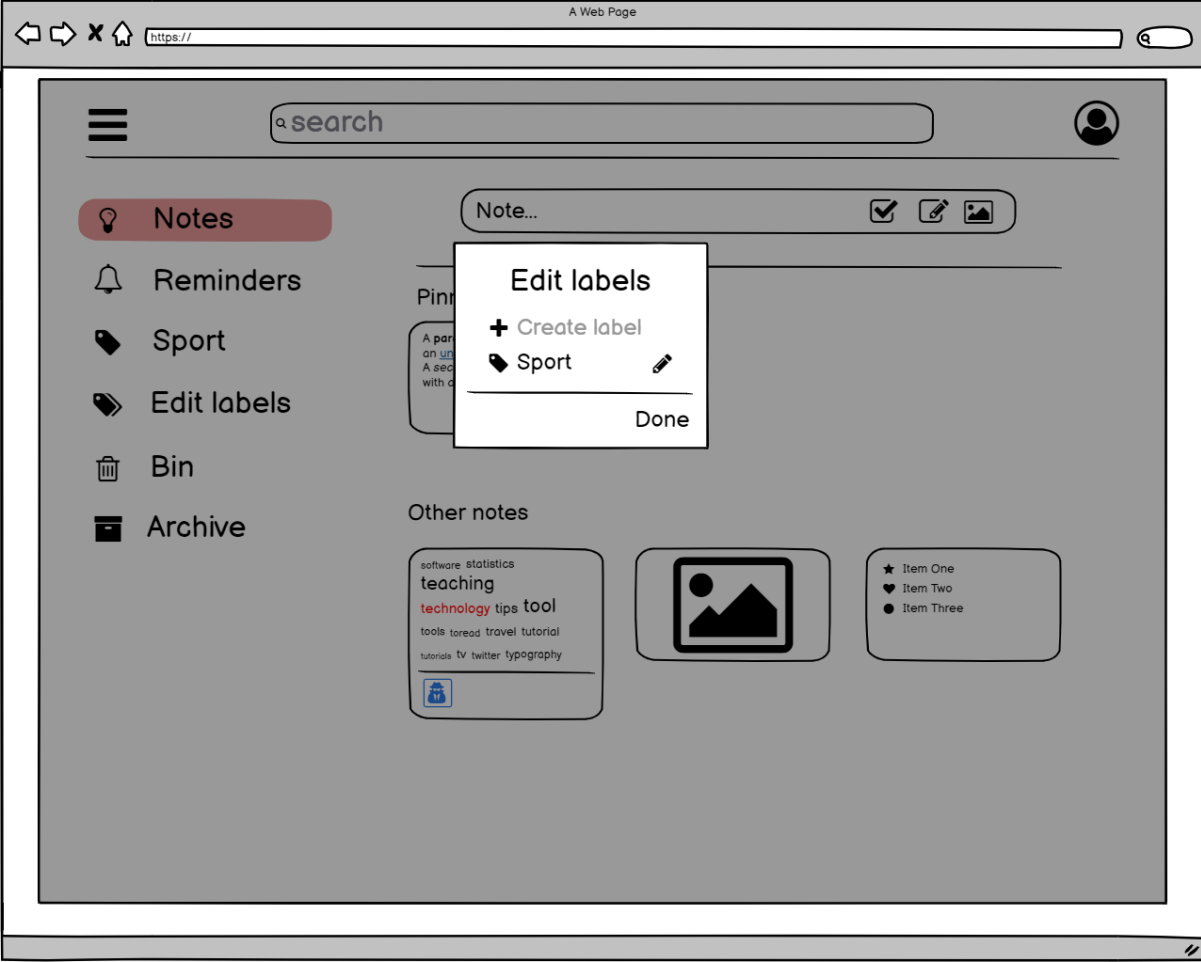 A Web Page
https://
search
Notes
Reminders
Sport
Edit labels
Bin
Archive
Note...
Edit labels
Create label
Sport
Done
Other notes
software statistics
teaching
technology tips tool
tools toread travel tutorial
tutorials tv twitter typography
Item One
Item Two
Item Three